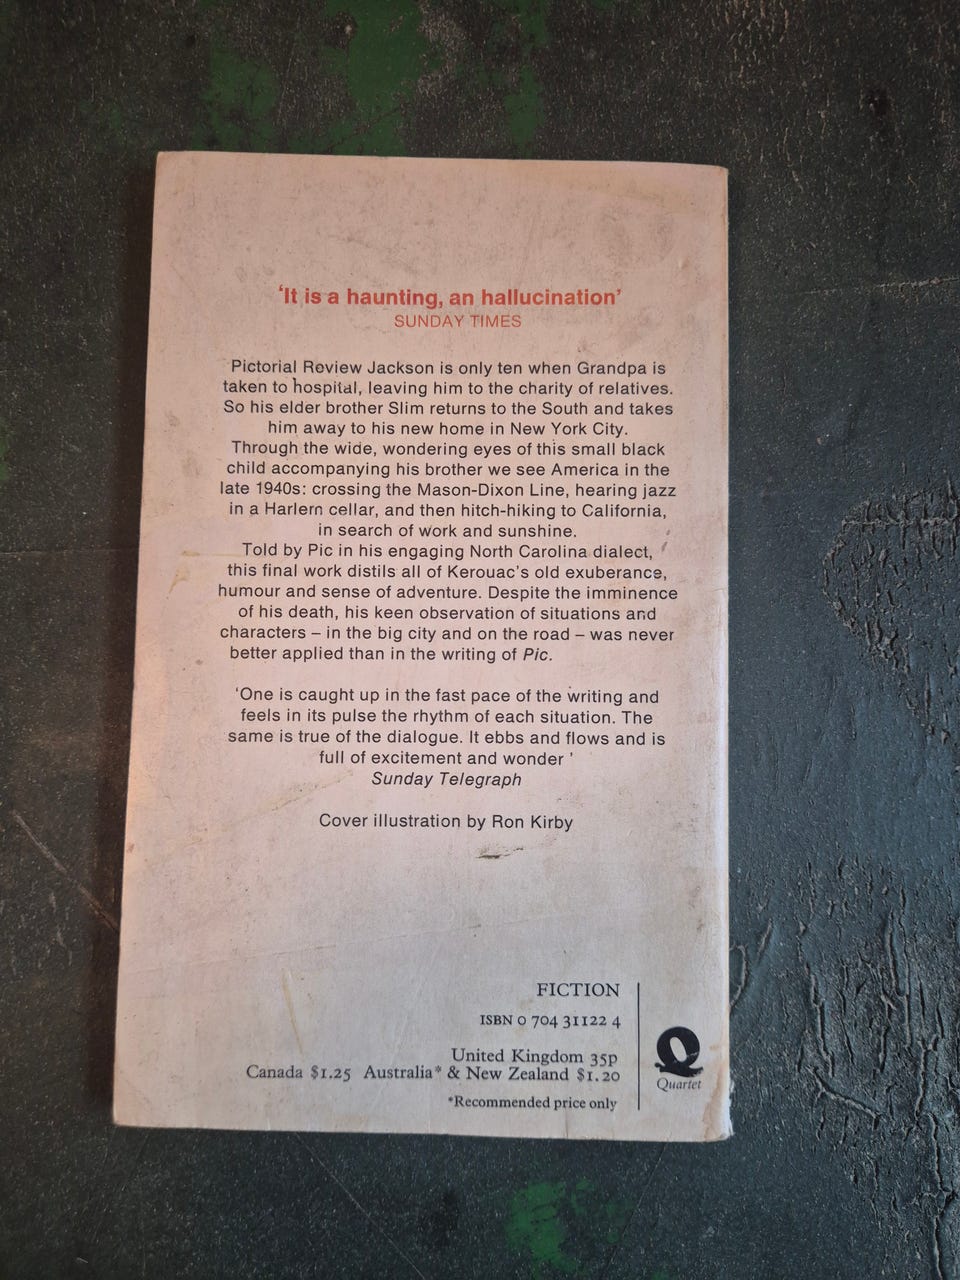 ‘It is a haunting, an hallucination’
SUNDAY TIMES
Pictorial Review Jackson is only ten when Grandpa is
taken to hospital, leaving him to the charity of relatives.
So his elder brother Slim returns to the South and takes
him away to his new home in New York City.
Through the wide, wondering eyes of this small black
child accompanying his brother we see America in the
late 1940s: crossing the Mason-Dixon Line, hearing jazz
in a Harlern cellar, and then hitch-hiking to California,
in search of work and sunshine.
Told by Pic in his engaging North Carolina dialect,
this final work distils all of Kerouac’s old exuberance,
humour and sense of adventure. Despite the imminence
of his death, his keen observation of situations and
characters – in the big city and on the road – was never
better applied than in the writing of Pic.
‘One is caught up in the fast pace of the writing and
feels in its pulse the rhythm of each situation. The
same is true of the dialogue. It ebbs and flows and is
full of excitement and wonder ’
Sunday Telegraph
Cover illustration by Ron Kirby
FICTION
ISBN 0 704 31122 4
United Kingdom 35p
Canada $1.25 Australia* & New Zealand $1.20
*Recommended price only
Q
Quartet